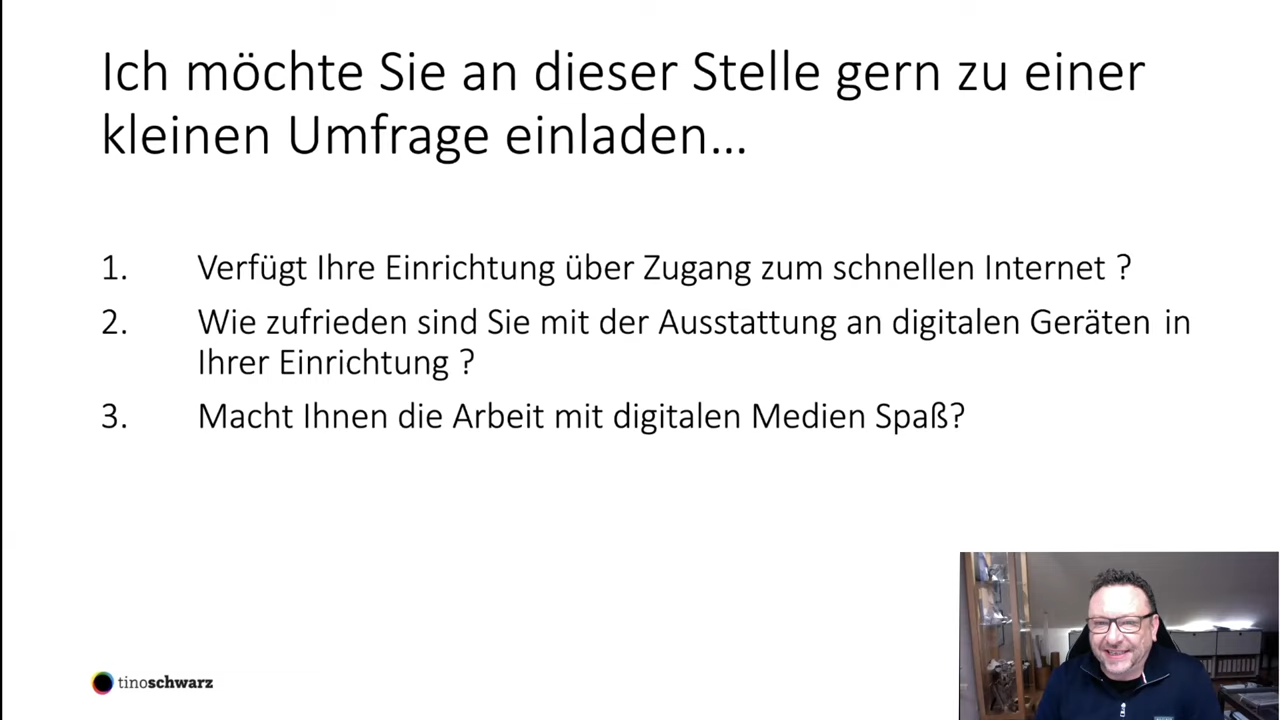 Ich möchte Sie an dieser Stelle gern zu einer
kleinen Umfrage einladen...
1. Verfügt Ihre Einrichtung über Zugang zum schnellen Internet ?
2. Wie zufrieden sind Sie mit der Ausstattung an digitalen Geräten in
Ihrer Einrichtung ?
3. Macht Ihnen die Arbeit mit digitalen Medien Spaß?
tinoschwarz